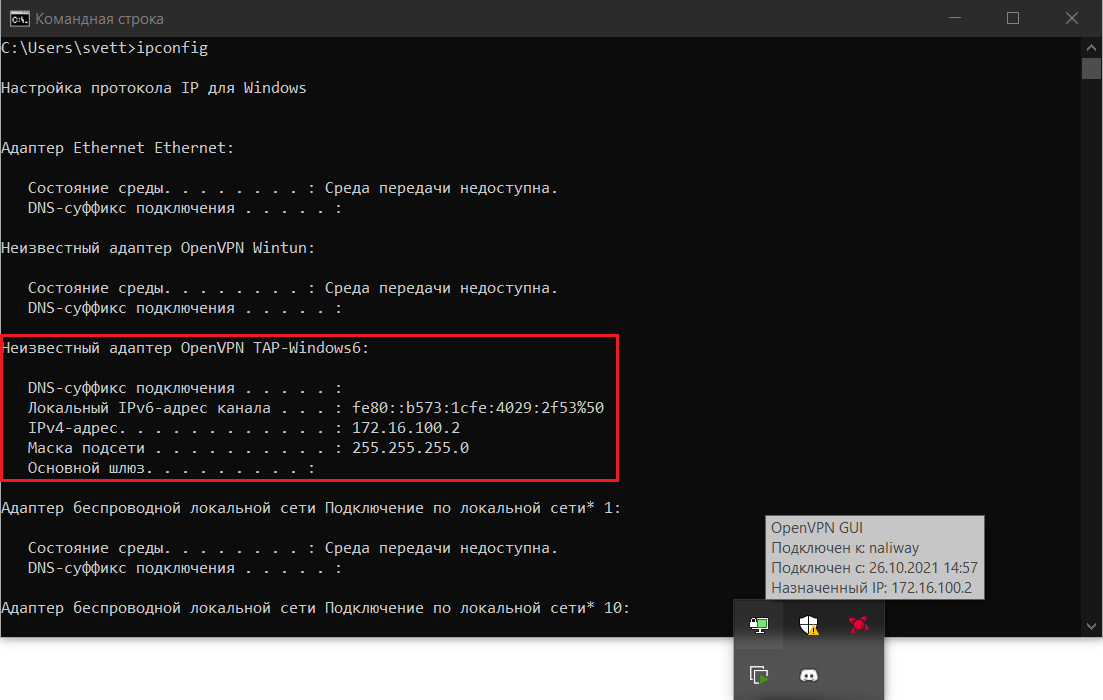 Командная строка
C:\Users\svett>ipconfig
Настройка протокола IP для Windows
Адаптер Ethernet Ethernet:
Состояние среды. . . . . . . . : Среда передачи недоступна.
DNS-суффикс подключения . . . . . :
Неизвестный адаптер OpenVPN Wintun:
Состояние среды. . . . . . . . : Среда передачи недоступна.
DNS-суффикс подключения . . . . . :
Неизвестный адаптер OpenVPN TAP-Windows6:
DNS-суффикс подключения . . . . . :
Локальный IPv6-адрес канала . . . : fe80::b573:1cfe:4029:2f53%50
IPv4-адрес. . . . . . . . . . . . : 172.16.100.2
Маска подсети . . . . . . . . . . : 255.255.255.0
Основной шлюз. . . . . . . . . :
Адаптер беспроводной локальной сети Подключение по локальной сети* 1:
Состояние среды. . . . . . . . : Среда передачи недоступна.
DNS-суффикс подключения . . . . . :
Адаптер беспроводной локальной сети Подключение по локальной сети* 10:
OpenVPN GUI
Подключен к: naliway
Подключен с: 26.10.2021 14:57
Назначенный IP: 172.16.100.2